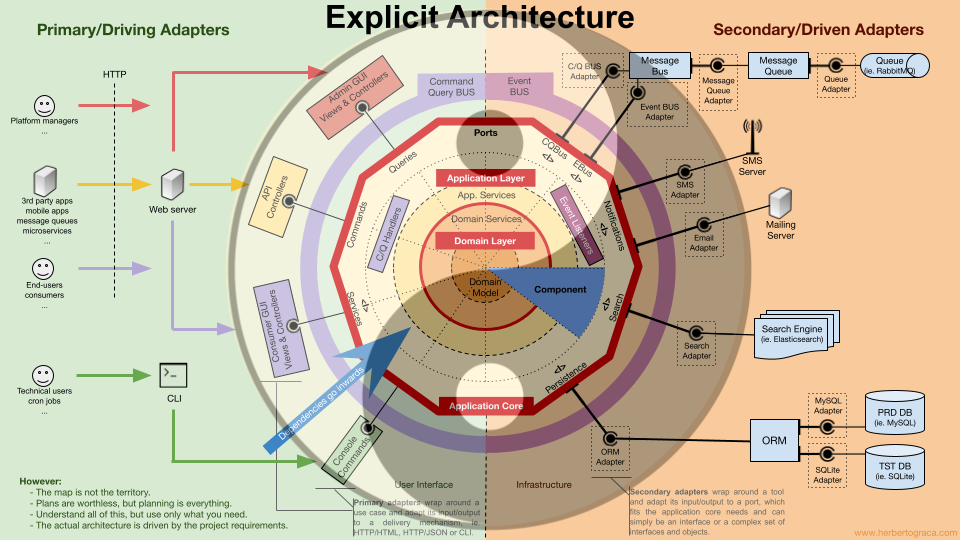 Explicit Architecture
Primary/Driving Adapters
Secondary/Driven Adapters
HTTP
Platform managers
...
3rd party apps
mobile apps
message queues
microservices
...
End-users
consumers
...
Technical users
cron jobs
...
Web server
CLI
Admin GUI
Views & Controllers
API
Controllers
Consumer GUI
Views & Controllers
Console
Commands
Command
Query BUS
Event
BUS
Ports
Queries
Commands
Services
</>
CQBus
</>
EBus
</>
Notifications
</>
Search
</>
Persistence
</>
Application Layer
App. Services
C/Q Handlers
Event Listeners
Domain Services
Domain Layer
Domain
Model
Component
Application Core
Dependencies go inwards
User Interface
Infrastructure
C/Q BUS
Adapter
Message
Bus
Event BUS
Adapter
Message
Queue
Adapter
Message
Queue
Queue
Adapter
Queue
(ie. RabbitMQ)
SMS
Server
SMS
Adapter
Mailing
Server
Email
Adapter
Search
Adapter
Search Engine
(ie. Elasticsearch)
ORM
Adapter
ORM
MySQL
Adapter
PRD DB
(ie. MySQL)
SQLite
Adapter
TST DB
(ie. SQLite)
However:
- The map is not the territory.
- Plans are worthless, but planning is everything.
- Understand all of this, but use only what you need.
- The actual architecture is driven by the project requirements.
Primary adapters wrap around a
use case and adapt its input/output
to a delivery mechanism, ie.
HTTP/HTML, HTTP/JSON or CLI.
Secondary adapters wrap around a tool
and adapt its input/output to a port, which
fits the application core needs and can
simply be an interface or a complex set of
interfaces and objects.
www.herbertograca.com